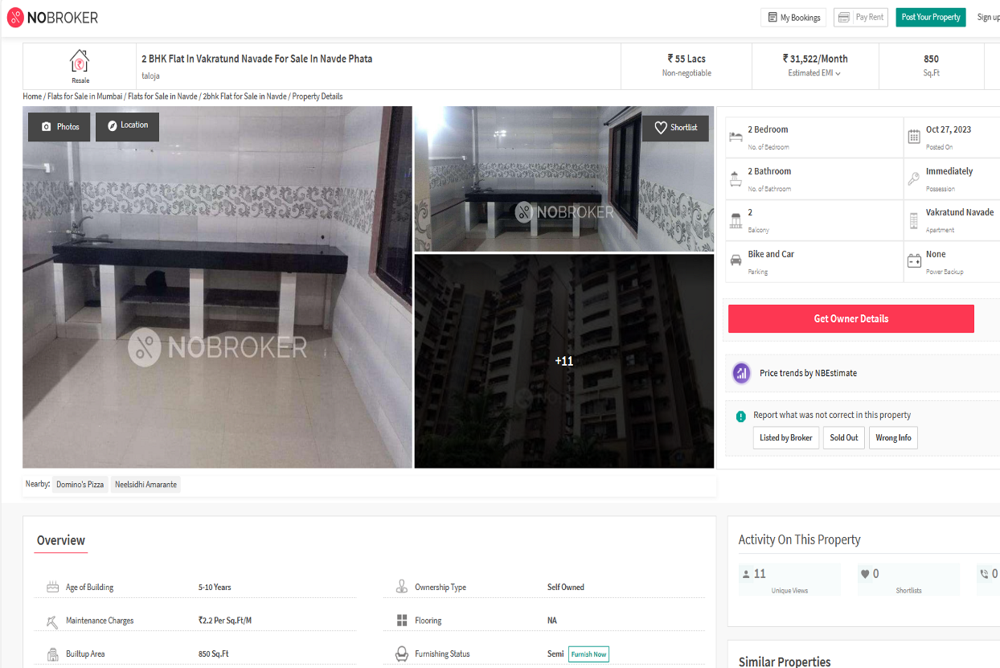 NOBROKER
My Bookings
Pay Rent
Post Your Property
Sign up
Resale
2 BHK Flat In Vakratund Navade For Sale In Navde Phata
taloja
₹ 55 Lacs
Non-negotiable
₹ 31,522/Month
Estimated EMI
850
Sq.Ft
Home / Flats for Sale in Mumbai / Flats for Sale in Navde / 2bhk Flat for Sale in Navde / Property Details
Photos
Location
Shortlist
NOBROKER
NOBROKER
+11
2 Bedroom
No. of Bedroom
Oct 27, 2023
Posted On
2 Bathroom
No. of Bathroom
Immediately
Possession
2
Balcony
Vakratund Navade
Apartment
Bike and Car
Parking
None
Power Backup
Get Owner Details
Price trends by NBEstimate
Report what was not correct in this property
Listed by Broker
Sold Out
Wrong Info
Nearby:
Domino's Pizza
Neelsidhi Amarante
Overview
Age of Building
5-10 Years
Ownership Type
Self Owned
Maintenance Charges
₹2.2 Per Sq.Ft/M
Flooring
NA
Builtup Area
850 Sq.Ft
Furnishing Status
Semi
Furnish Now
Activity On This Property
11
Unique Views
0
Shortlists
0
Similar Properties